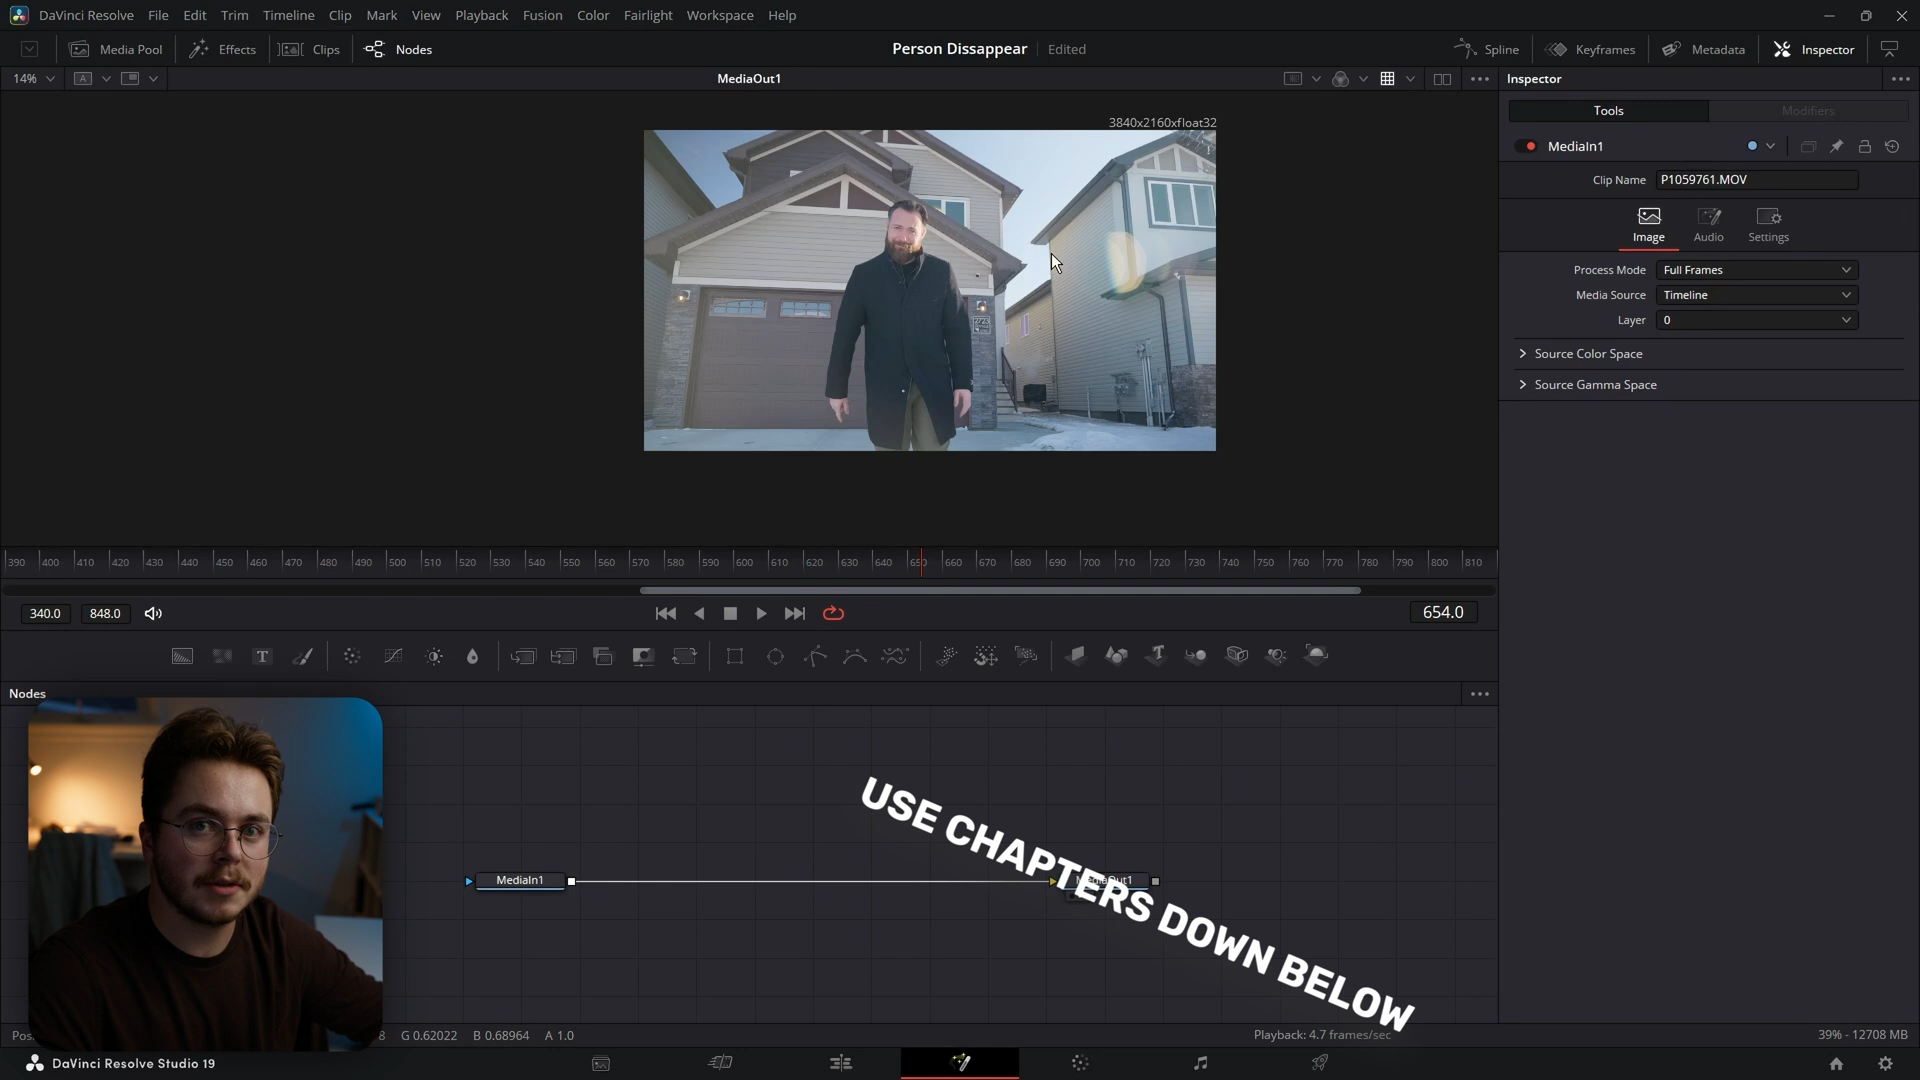 DaVinci Resolve File Edit Trim Timeline Clip Mark View Playback Fusion Color Fairlight Workspace Help
Media Pool Effects Clips Nodes Person Dissappear Edited Spline Keyframes Metadata Inspector
14% A MediaOut1 Inspector
3840x2160xfloat32
Tools Modifiers
MediaIn1
Clip Name P1059761.MOV
Image Audio Settings
Process Mode Full Frames
Media Source Timeline
Layer 0
Source Color Space
Source Gamma Space
2723
390 400 410 420 430 440 450 460 470 480 490 500 510 520 530 540 550 560 570 580 590 600 610 620 630 640 650 660 670 680 690 700 710 720 730 740 750 760 770 780 790 800 810
340.0 848.0 654.0
T
Nodes
MediaIn1 MediaOut1
USE CHAPTERS DOWN BELOW
Pos: 8 G 0.62022 B 0.68964 A 1.0 Playback: 4.7 frames/sec 39% - 12708 MB
DaVinci Resolve Studio 19